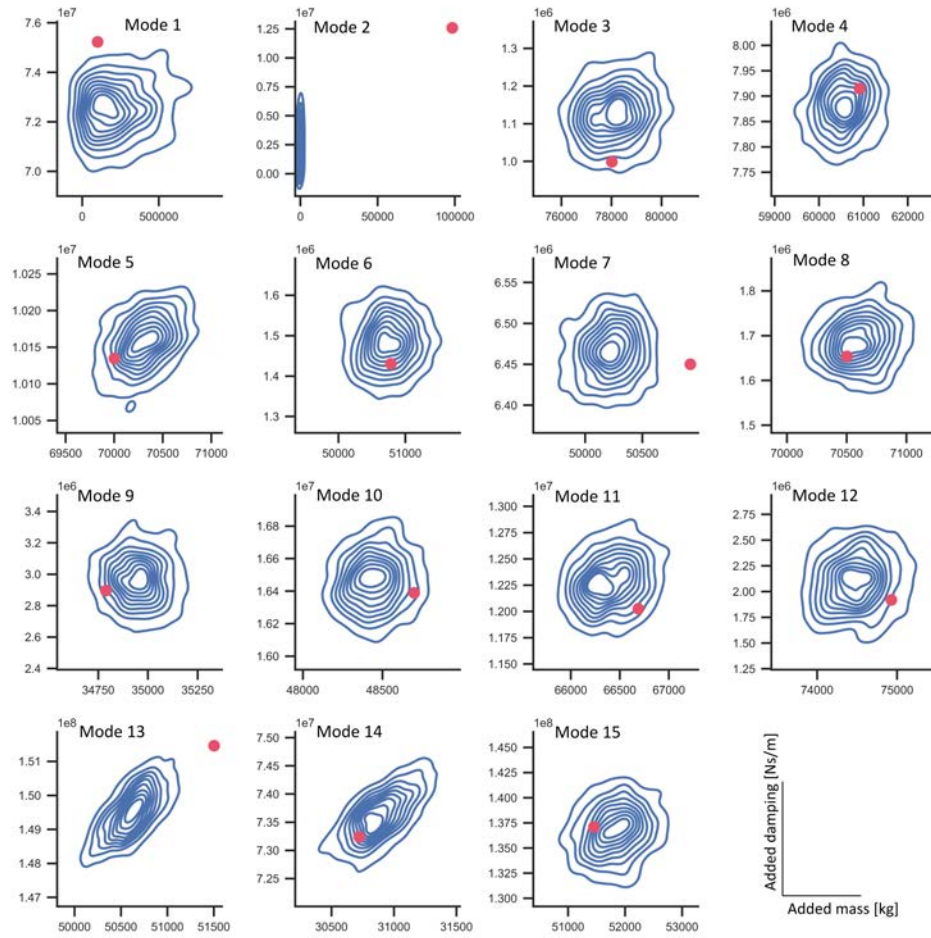 1e7
Mode 1
7.6
7.4
7.2
7.0
0 500000
1e7
Mode 2
1.25
1.00
0.75
0.50
0.25
0.00
0 50000 100000
1e6
Mode 3
1.3
1.2
1.1
1.0
76000 78000 80000
1e6
Mode 4
8.00
7.95
7.90
7.85
7.80
7.75
59000 60000 61000 62000
1e7
Mode 5
1.025
1.020
1.015
1.010
1.005
69500 70000 70500 71000
1e6
Mode 6
1.6
1.5
1.4
1.3
50000 51000
1e6
Mode 7
6.55
6.50
6.45
6.40
50000 50500
1e6
Mode 8
1.8
1.7
1.6
1.5
70000 70500 71000
1e6
Mode 9
3.4
3.2
3.0
2.8
2.6
2.4
34750 35000 35250
1e7
Mode 10
1.68
1.66
1.64
1.62
1.60
48000 48500
1e7
Mode 11
1.300
1.275
1.250
1.225
1.200
1.175
1.150
66000 66500 67000
1e6
Mode 12
2.75
2.50
2.25
2.00
1.75
1.50
1.25
74000 75000
1e8
Mode 13
1.51
1.50
1.49
1.48
1.47
50000 50500 51000 51500
1e7
Mode 14
7.50
7.45
7.40
7.35
7.30
7.25
30500 31000 31500
1e8
Mode 15
1.450
1.425
1.400
1.375
1.350
1.325
1.300
51000 52000 53000
Added damping [Ns/m]
Added mass [kg]